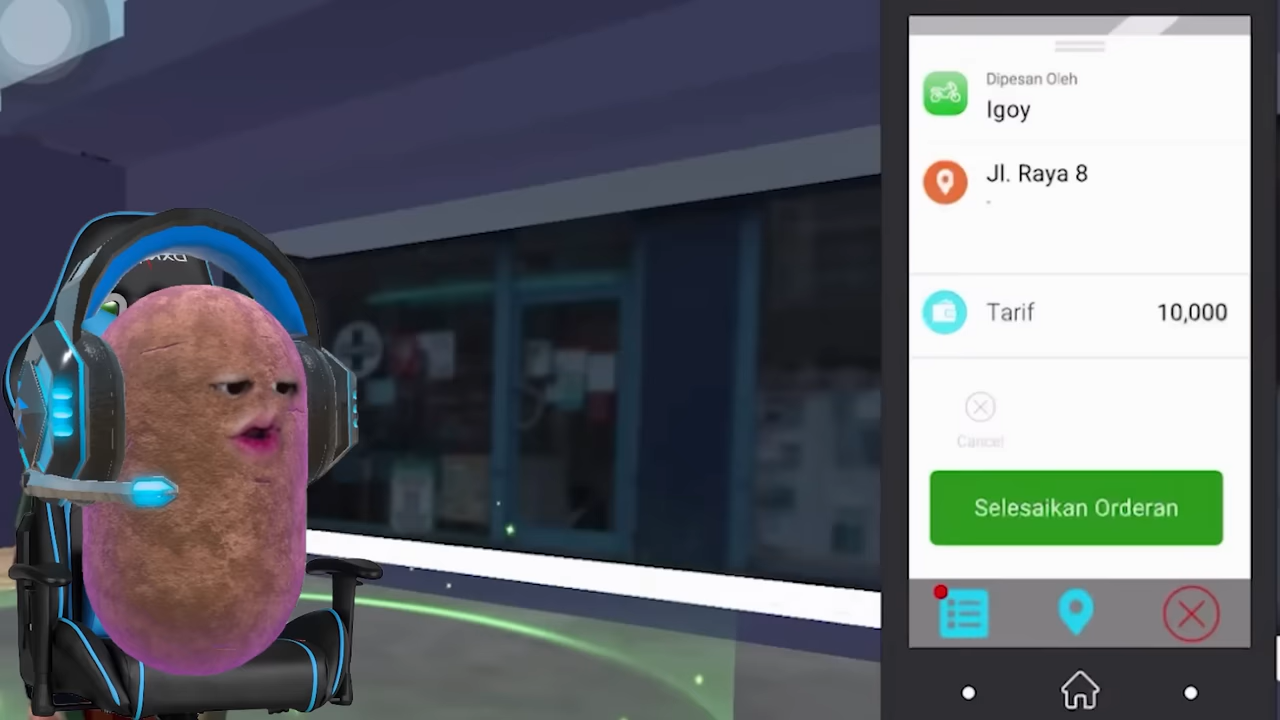 Dipesan Oleh
Igoy
Jl. Raya 8
-
Tarif
10,000
Cancel
Selesaikan Orderan